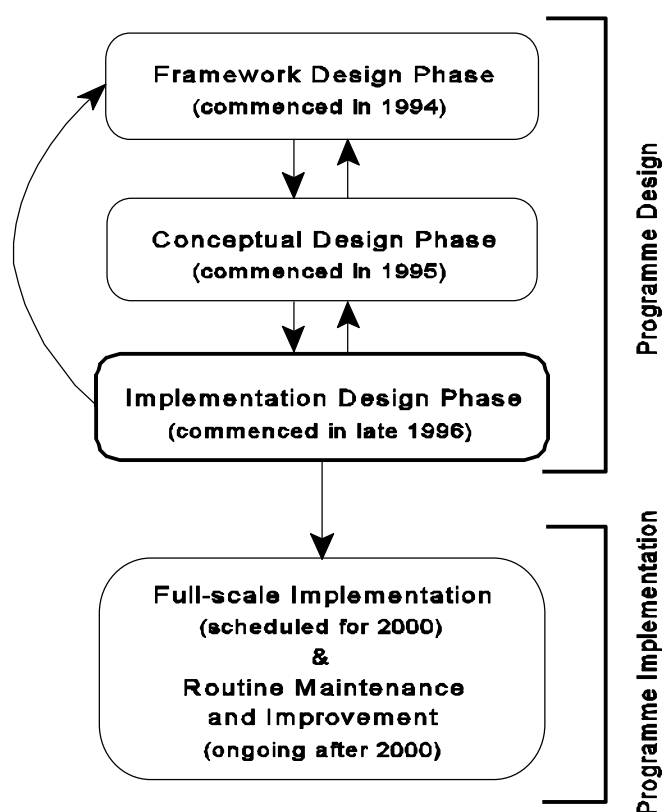 Framework Design Phase
(commenced in 1994)
Conceptual Design Phase
(commenced in 1995)
Implementation Design Phase
(commenced in late 1996)
Programme Design
Full-scale Implementation
(scheduled for 2000)
&
Routine Maintenance
and Improvement
(ongoing after 2000)
Programme Implementation